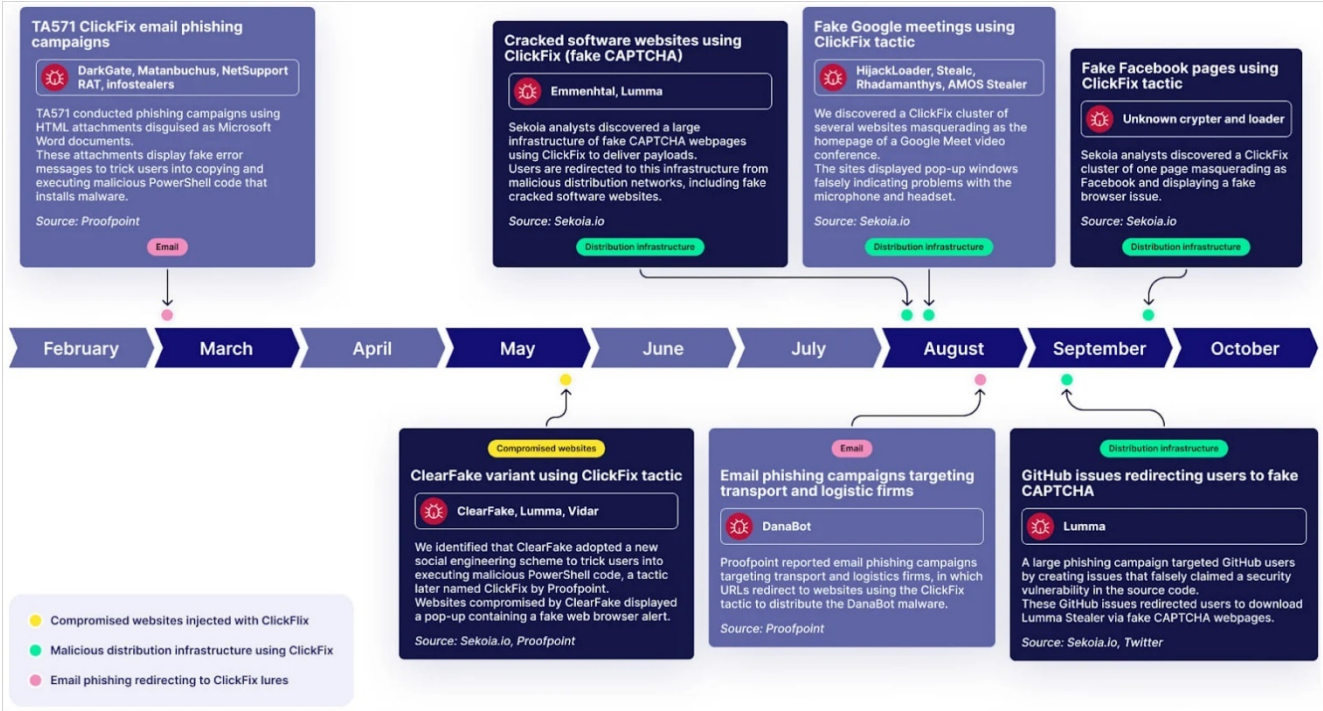 TA571 ClickFix email phishing
campaigns
DarkGate, Matanbuchus, NetSupport
RAT, infostealers
TA571 conducted phishing campaigns using
HTML attachments disguised as Microsoft
Word documents.
These attachments display fake error
messages to trick users into copying and
executing malicious PowerShell code that
installs malware.
Source: Proofpoint
Email
Cracked software websites using
ClickFix (fake CAPTCHA)
Emmenhtal, Lumma
Sekoia analysts discovered a large
infrastructure of fake CAPTCHA webpages
using ClickFix to deliver payloads.
Users are redirected to this infrastructure from
malicious distribution networks, including fake
cracked software websites.
Source: Sekoia.io
Distribution infrastructure
Fake Google meetings using
ClickFix tactic
HijackLoader, Stealc,
Rhadamanthys, AMOS Stealer
We discovered a ClickFix cluster of
several websites masquerading as the
homepage of a Google Meet video
conference.
The sites displayed pop-up windows
falsely indicating problems with the
microphone and headset.
Source: Sekoia.io
Distribution infrastructure
Fake Facebook pages using
ClickFix tactic
Unknown crypter and loader
Sekoia analysts discovered a ClickFix
cluster of one page masquerading as
Facebook and displaying a fake
browser issue.
Source: Sekoia.io
Distribution infrastructure
February
March
April
May
June
July
August
September
October
Compromised websites
ClearFake variant using ClickFix tactic
ClearFake, Lumma, Vidar
We identified that ClearFake adopted a new
social engineering scheme to trick users into
executing malicious PowerShell code, a tactic
later named ClickFix by Proofpoint.
Websites compromised by ClearFake displayed
a pop-up containing a fake web browser alert.
Source: Sekoia.io, Proofpoint
Email
Email phishing campaigns targeting
transport and logistic firms
DanaBot
Proofpoint reported email phishing campaigns
targeting transport and logistics firms, in which
URLs redirect to websites using the ClickFix
tactic to distribute the DanaBot malware.
Source: Proofpoint
Distribution infrastructure
GitHub issues redirecting users to fake
CAPTCHA
Lumma
A large phishing campaign targeted GitHub users
by creating issues that falsely claimed a security
vulnerability in the source code.
These GitHub issues redirected users to download
Lumma Stealer via fake CAPTCHA webpages.
Source: Sekoia.io, Twitter
Compromised websites injected with ClickFlix
Malicious distribution infrastructure using ClickFix
Email phishing redirecting to ClickFix lures